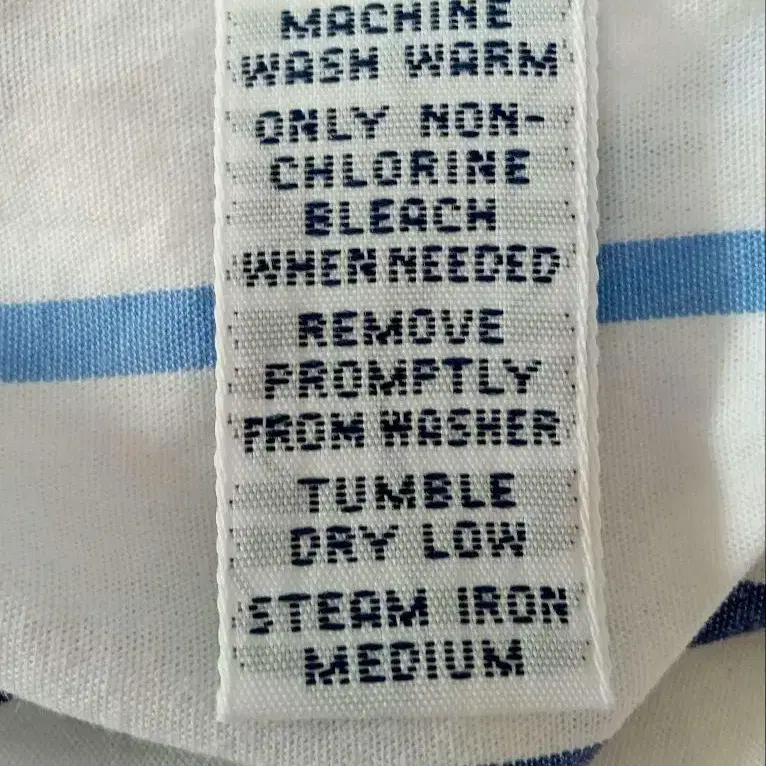 MACHINE
WASH WARM
ONLY NON-
CHLORINE
BLEACH
WHEN NEEDED
REMOVE
PROMPTLY
FROM WASHER
TUMBLE
DRY LOW
STEAM IRON
MEDIUM